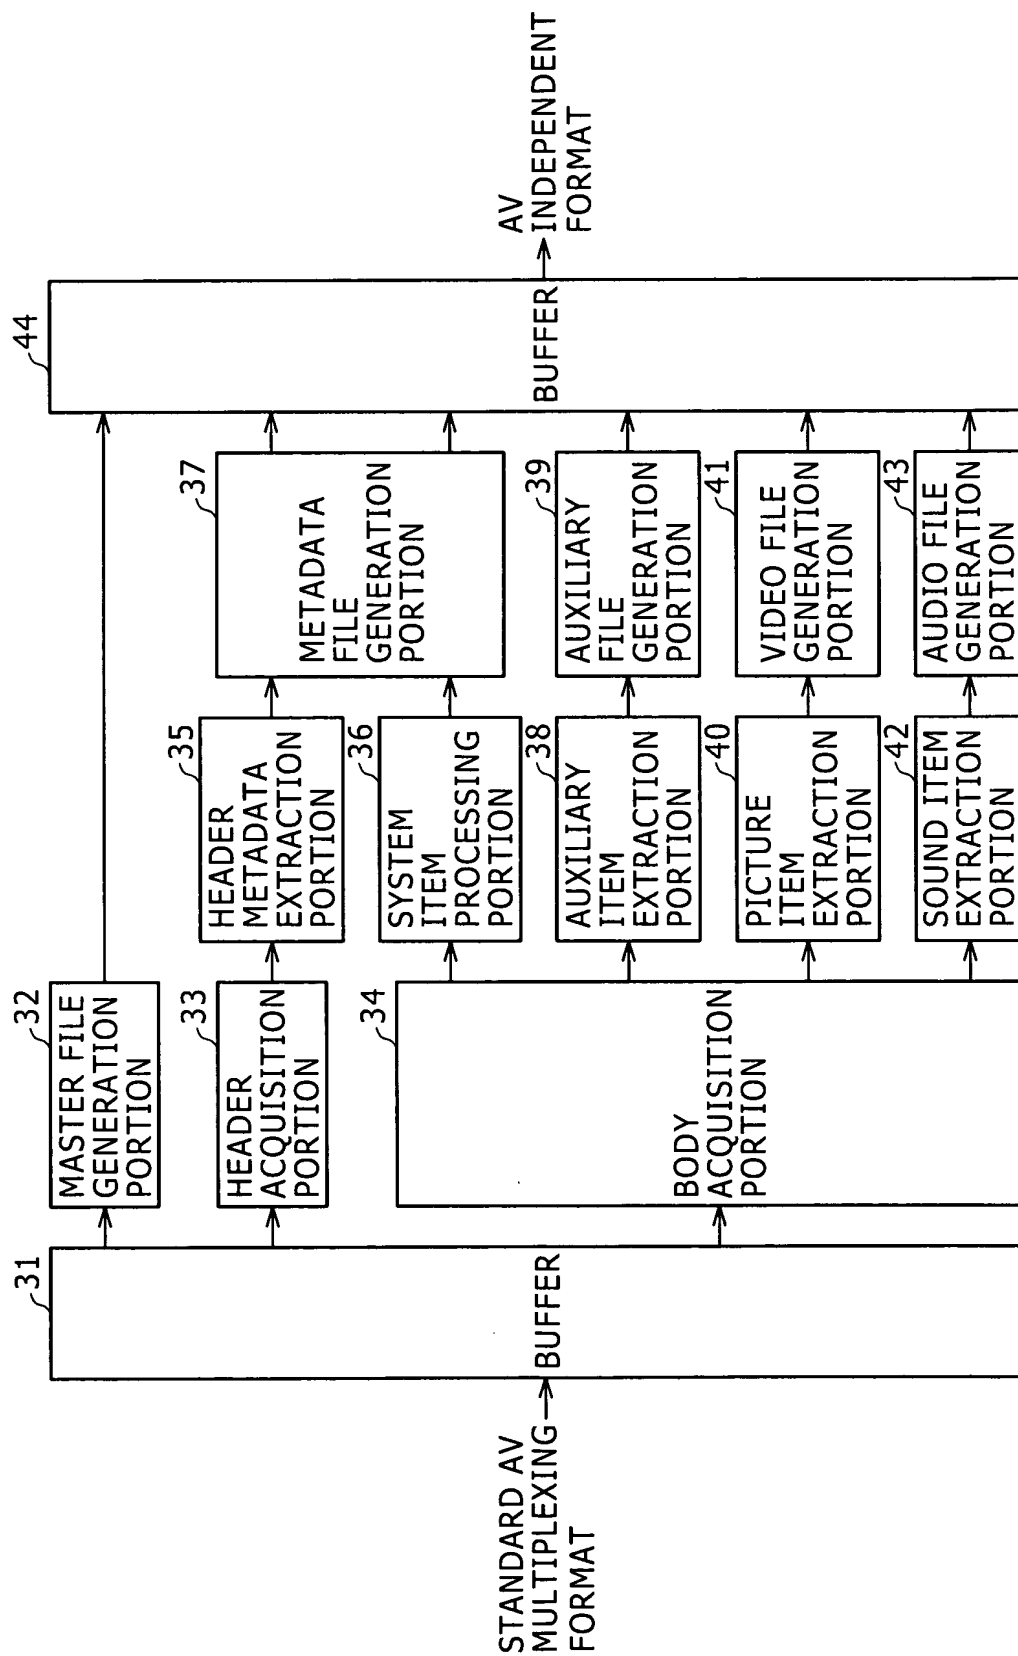 STANDARD AV
MULTIPLEXING
FORMAT
31
BUFFER
32
MASTER FILE
GENERATION
PORTION
33
HEADER
ACQUISITION
PORTION
34
BODY
ACQUISITION
PORTION
35
HEADER
METADATA
EXTRACTION
PORTION
36
SYSTEM
ITEM
PROCESSING
PORTION
38
AUXILIARY
ITEM
EXTRACTION
PORTION
40
PICTURE
ITEM
EXTRACTION
PORTION
42
SOUND ITEM
EXTRACTION
PORTION
37
METADATA
FILE
GENERATION
PORTION
39
AUXILIARY
FILE
GENERATION
PORTION
41
VIDEO FILE
GENERATION
PORTION
43
AUDIO FILE
GENERATION
PORTION
44
BUFFER
AV
INDEPENDENT
FORMAT